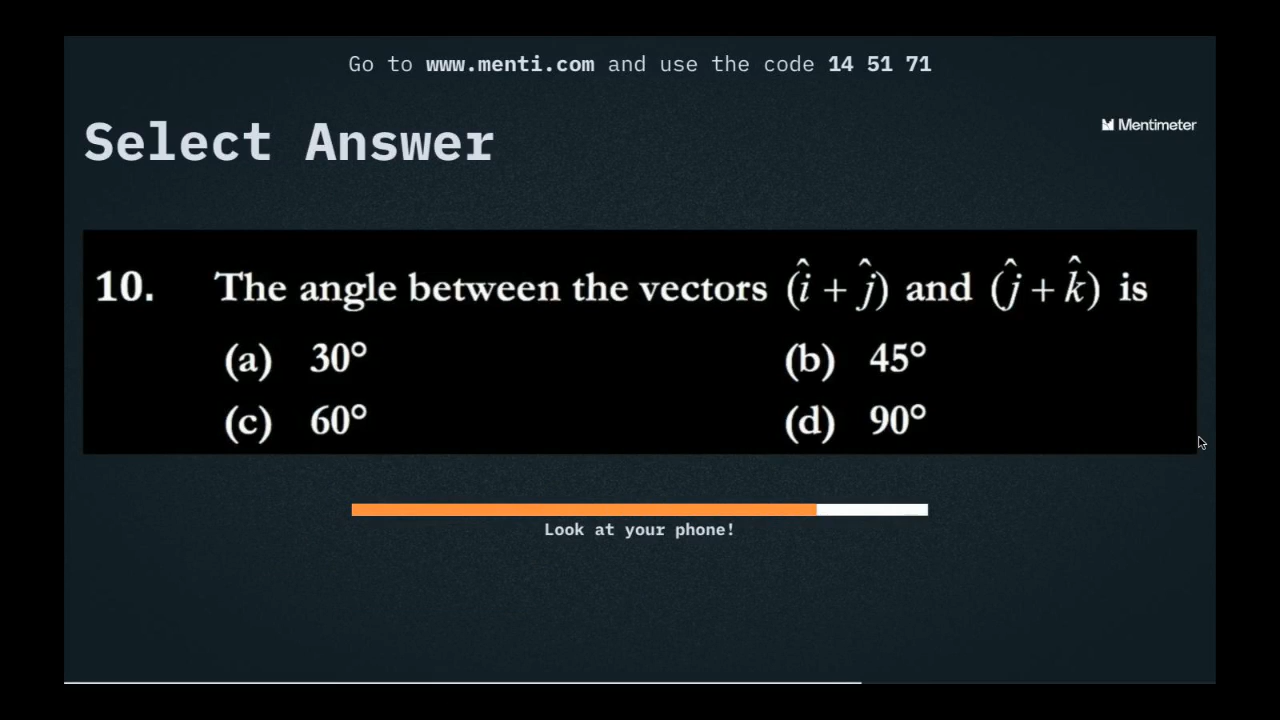 Go to www.menti.com and use the code 14 51 71
Mentimeter
Select Answer
10. The angle between the vectors (î + ĵ) and (ĵ + k̂) is
(a) 30° (b) 45°
(c) 60° (d) 90°
Look at your phone!